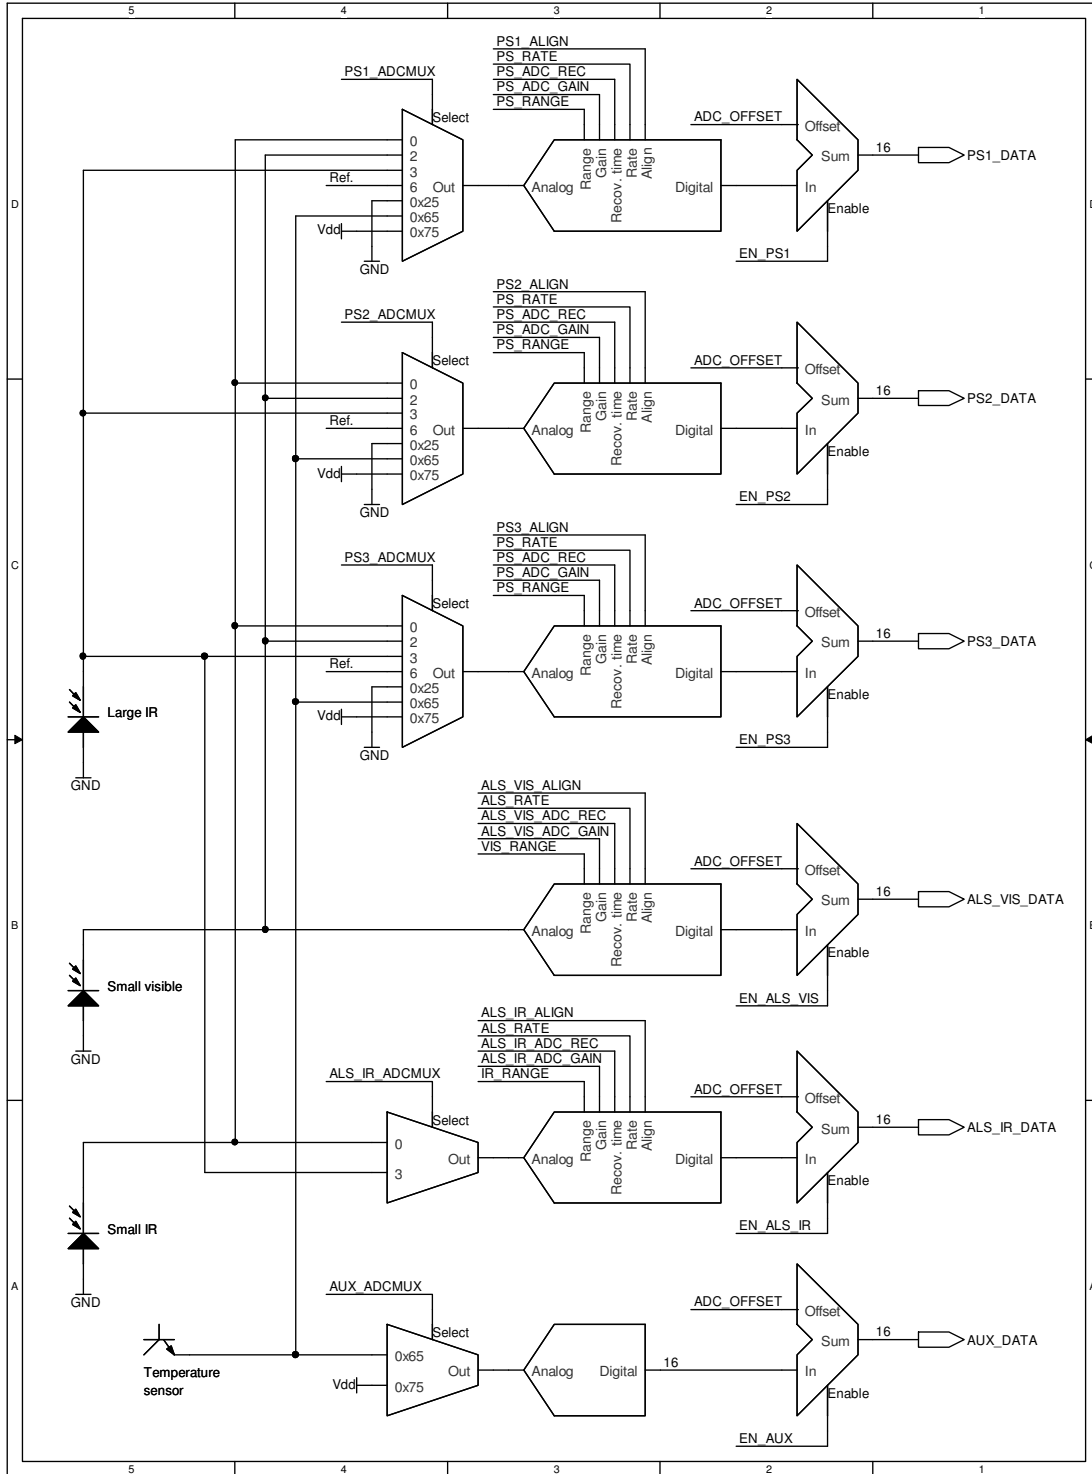 5 4 3 2 1
PS1_ALIGN
PS_RATE
PS_ADC_REC
PS_ADC_GAIN
PS_RANGE
PS1_ADCMUX
Select
0
2
3
Ref.
6 Out
0x25
0x65
Vdd 0x75
GND
Analog
Range
Gain
Recov. time
Rate
Align
Digital
ADC_OFFSET
Offset
Sum
In
Enable
EN_PS1
16
PS1_DATA
D D
PS2_ALIGN
PS_RATE
PS_ADC_REC
PS_ADC_GAIN
PS_RANGE
PS2_ADCMUX
Select
0
2
3
Ref.
6 Out
0x25
0x65
Vdd 0x75
GND
Analog
Range
Gain
Recov. time
Rate
Align
Digital
ADC_OFFSET
Offset
Sum
In
Enable
EN_PS2
16
PS2_DATA
PS3_ALIGN
PS_RATE
PS_ADC_REC
PS_ADC_GAIN
PS_RANGE
C C
PS3_ADCMUX
Select
0
2
3
Ref.
6 Out
0x25
0x65
Vdd 0x75
GND
Analog
Range
Gain
Recov. time
Rate
Align
Digital
ADC_OFFSET
Offset
Sum
In
Enable
EN_PS3
16
PS3_DATA
Large IR
GND
ALS_VIS_ALIGN
ALS_RATE
ALS_VIS_ADC_REC
ALS_VIS_ADC_GAIN
VIS_RANGE
Analog
Range
Gain
Recov. time
Rate
Align
Digital
ADC_OFFSET
Offset
Sum
In
Enable
EN_ALS_VIS
16
ALS_VIS_DATA
B B
Small visible
GND
ALS_IR_ALIGN
ALS_RATE
ALS_IR_ADC_REC
ALS_IR_ADC_GAIN
IR_RANGE
ALS_IR_ADCMUX
Select
0
Out
3
Analog
Range
Gain
Recov. time
Rate
Align
Digital
ADC_OFFSET
Offset
Sum
In
Enable
EN_ALS_IR
16
ALS_IR_DATA
Small IR
GND
A A
AUX_ADCMUX
Select
0x65
Out
Vdd 0x75
Analog
Digital
16
ADC_OFFSET
Offset
Sum
In
Enable
EN_AUX
16
AUX_DATA
Temperature
sensor
5 4 3 2 1